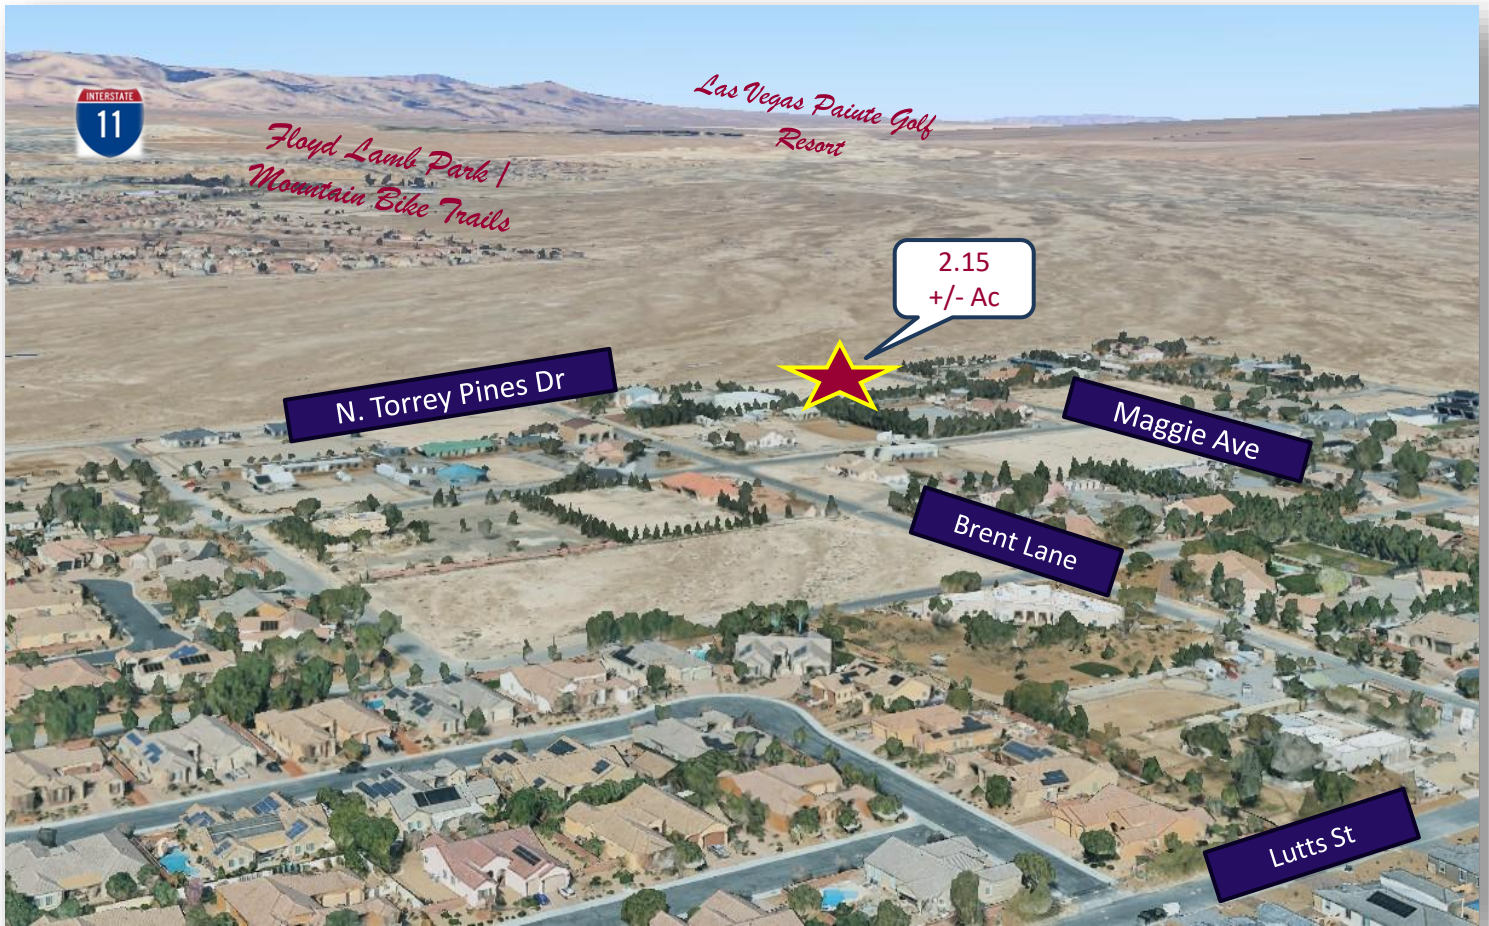 INTERSTATE
11
Las Vegas Paiute Golf
Resort
Floyd Lamb Park /
Mountain Bike Trails
2.15
+/- Ac
N. Torrey Pines Dr
Maggie Ave
Brent Lane
Lutts St